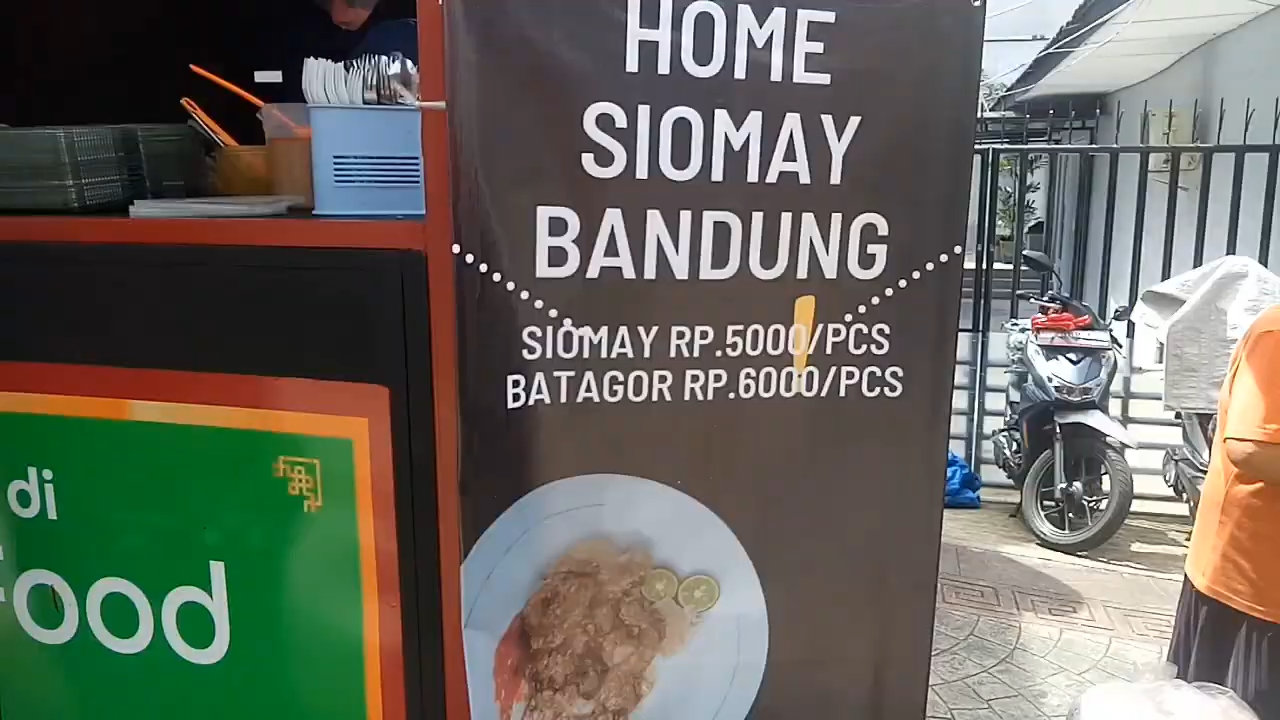 HOME
SIOMAY
BANDUNG
SIOMAY RP.5000/PCS
BATAGOR RP.6000/PCS
di
food